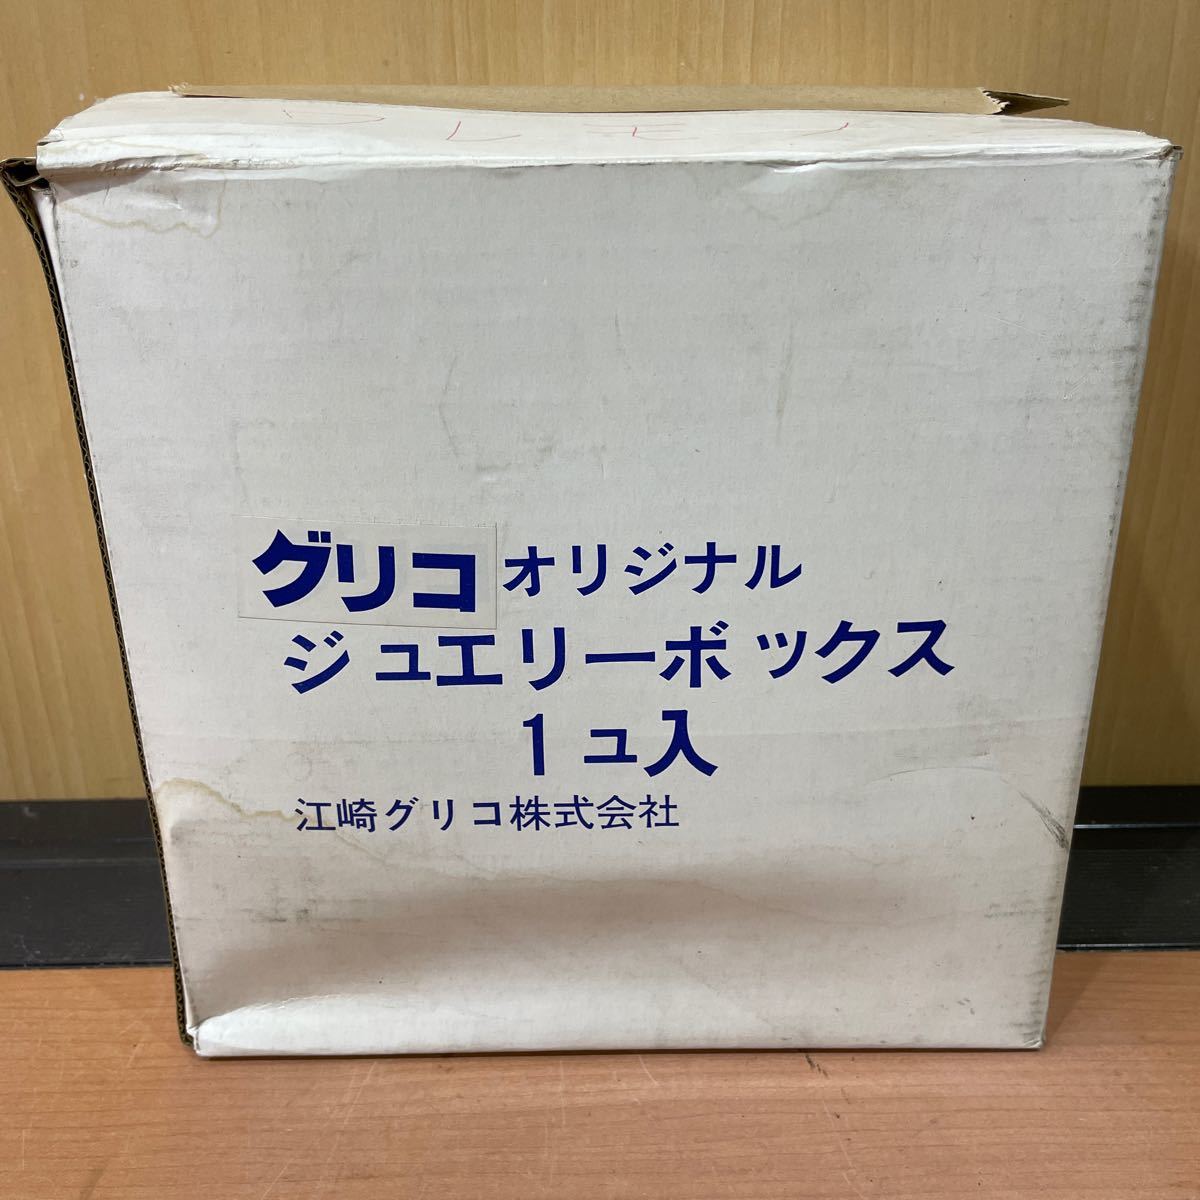 グリコ オリジナル
ジュエリーボックス
1ュ入
江崎グリコ株式会社